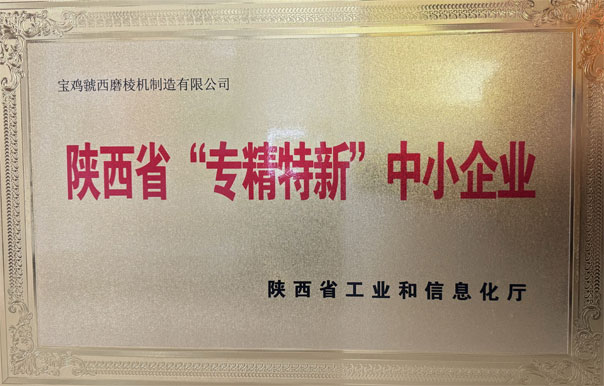 宝鸡虢西磨棱机制造有限公司
陕西省“专精特新”中小企业
陕西省工业和信息化厅